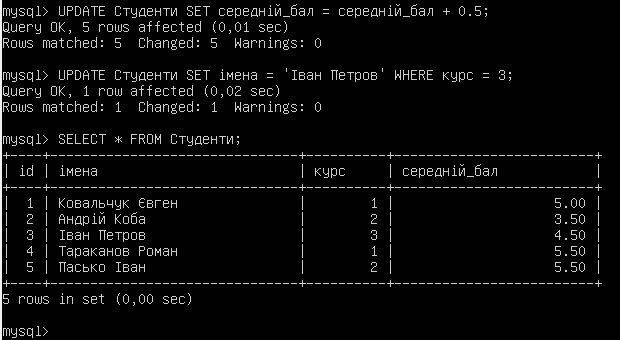 mysql> UPDATE Студенти SET середній_бал = середній_бал + 0.5;
Query OK, 5 rows affected (0,01 sec)
Rows matched: 5  Changed: 5  Warnings: 0
mysql> UPDATE Студенти SET імена = 'Іван Петров' WHERE курс = 3;
Query OK, 1 row affected (0,02 sec)
Rows matched: 1  Changed: 1  Warnings: 0
mysql> SELECT * FROM Студенти;
+----+------------------------------+----------+-------------------------+
| id | імена                        | курс     | середній_бал            |
+----+------------------------------+----------+-------------------------+
|  1 | Ковальчук Євген              |        1 |                    5.00 |
|  2 | Андрій Коба                  |        2 |                    3.50 |
|  3 | Іван Петров                  |        3 |                    4.50 |
|  4 | Тараканов Роман              |        1 |                    5.50 |
|  5 | Пасько Іван                  |        2 |                    5.50 |
+----+------------------------------+----------+-------------------------+
5 rows in set (0,00 sec)
mysql>